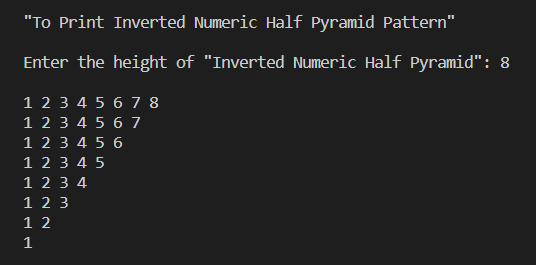 "To Print Inverted Numeric Half Pyramid Pattern"
Enter the height of "Inverted Numeric Half Pyramid": 8
1 2 3 4 5 6 7 8
1 2 3 4 5 6 7
1 2 3 4 5 6
1 2 3 4 5
1 2 3 4
1 2 3
1 2
1